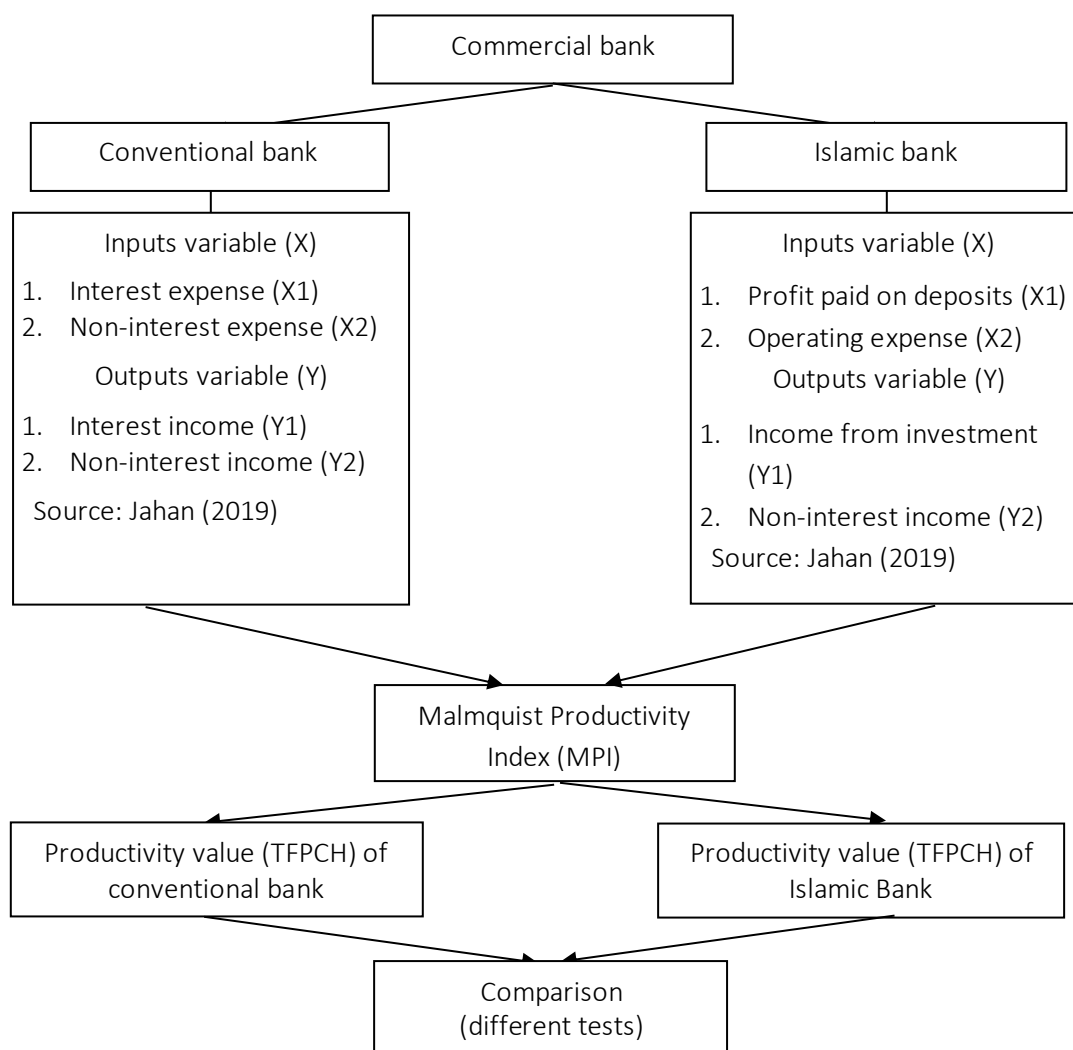 Commercial bank
Conventional bank
Islamic bank
Inputs variable (X)
1. Interest expense (X1)
2. Non-interest expense (X2)
Outputs variable (Y)
1. Interest income (Y1)
2. Non-interest income (Y2)
Source: Jahan (2019)
Inputs variable (X)
1. Profit paid on deposits (X1)
2. Operating expense (X2)
Outputs variable (Y)
1. Income from investment
(Y1)
2. Non-interest income (Y2)
Source: Jahan (2019)
Malmquist Productivity
Index (MPI)
Productivity value (TFPCH) of
conventional bank
Productivity value (TFPCH) of
Islamic Bank
Comparison
(different tests)